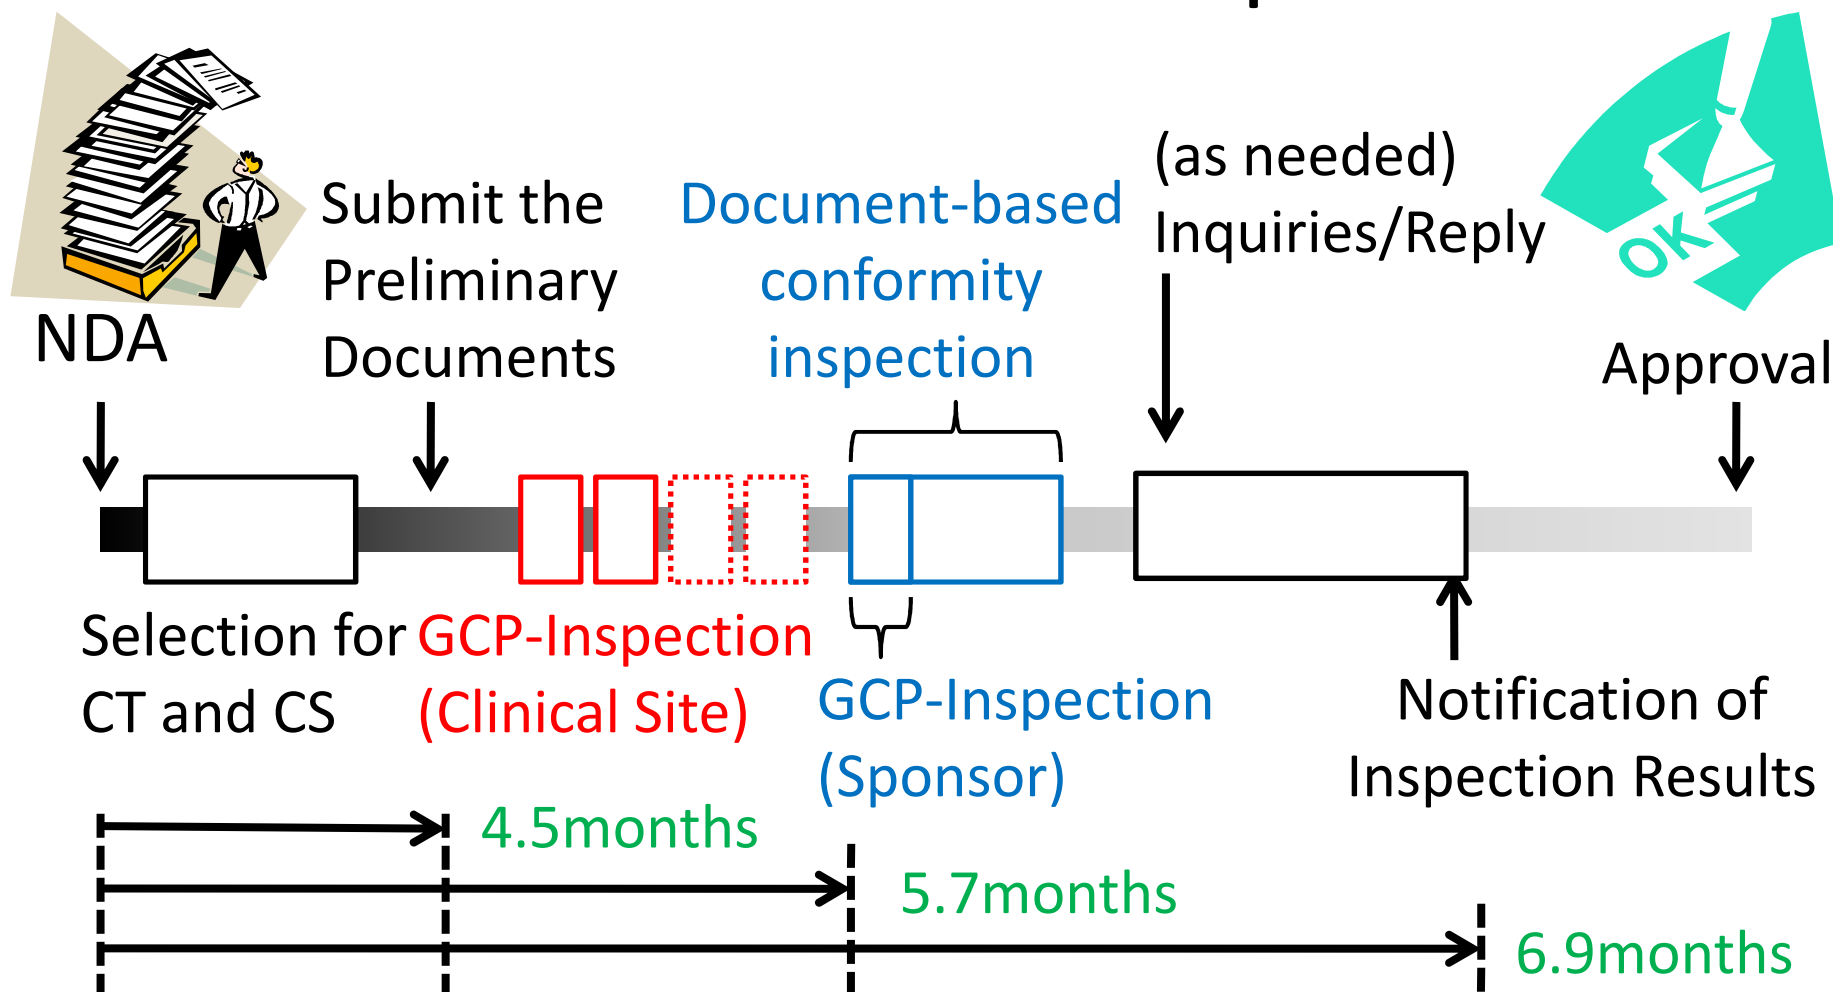 NDA
Submit the
Preliminary
Documents
Document-based
conformity
inspection
(as needed)
Inquiries/Reply
OK
Approval
Selection for
CT and CS
GCP-Inspection
(Clinical Site)
GCP-Inspection
(Sponsor)
Notification of
Inspection Results
4.5months
5.7months
6.9months